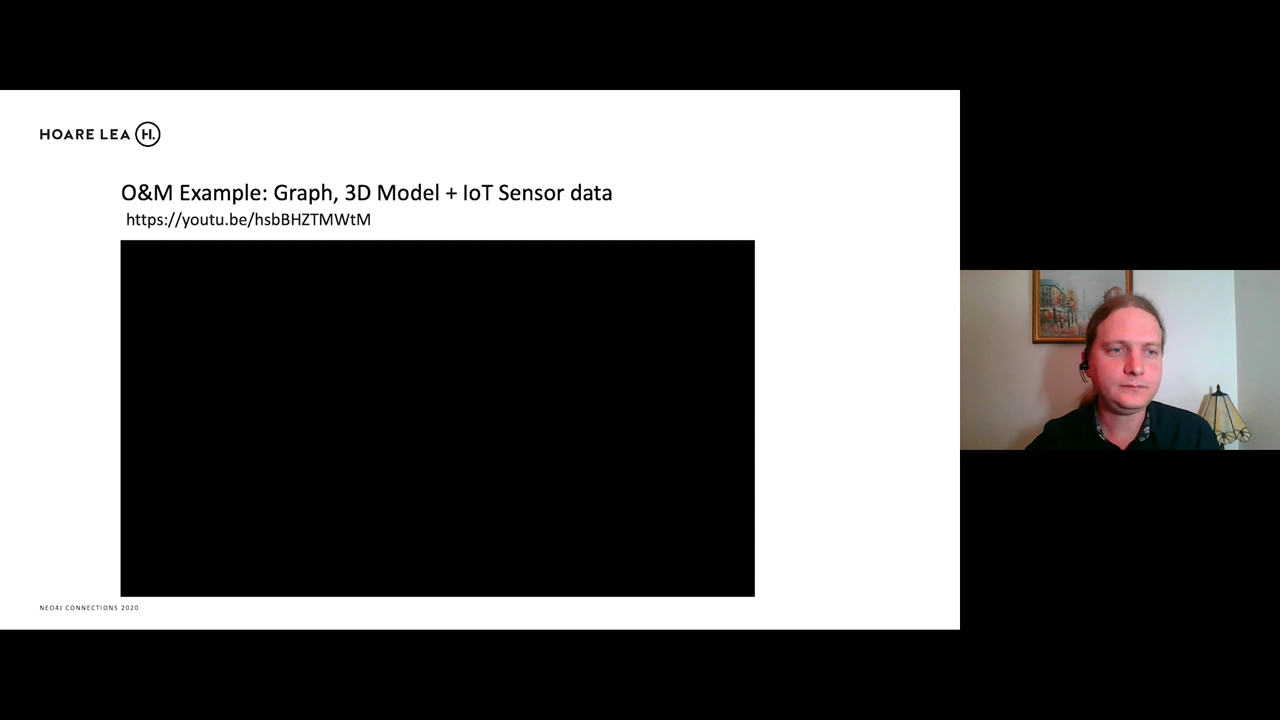 HOARE LEA H.
O&M Example: Graph, 3D Model + IoT Sensor data
https://youtu.be/hsbBHZTMWtM
NEO4J CONNECTIONS 2020